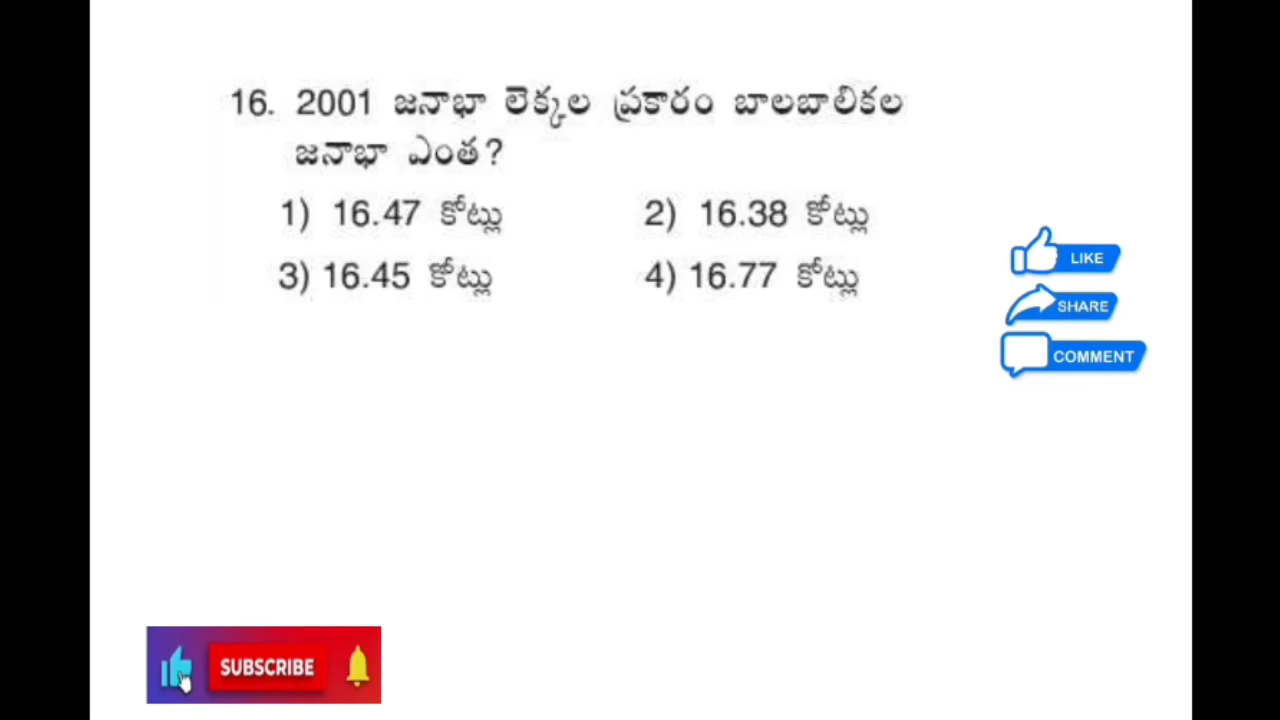 16. 2001 జనాభా లెక్కల ప్రకారం బాలబాలికల
జనాభా ఎంత?
1) 16.47 కోట్లు 2) 16.38 కోట్లు
3) 16.45 కోట్లు 4) 16.77 కోట్లు
LIKE
SHARE
COMMENT
SUBSCRIBE